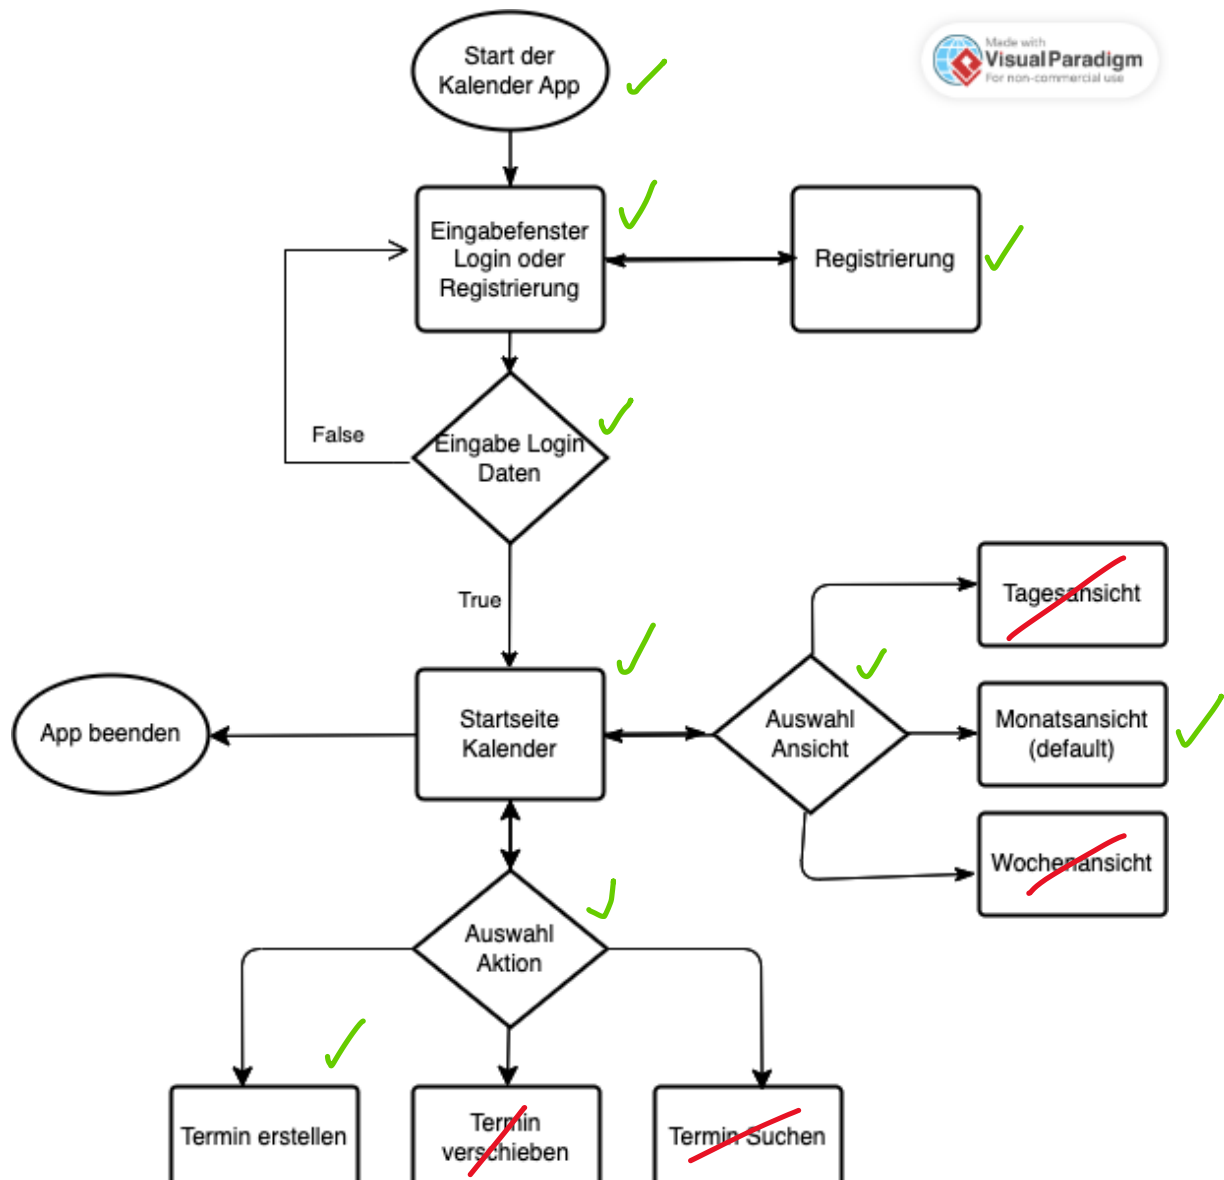 Start der
Kalender App
Made with
Visual Paradigm
For non-commercial use
Eingabefenster
Login oder
Registrierung
Registrierung
False
Eingabe Login
Daten
True
Tagesansicht
App beenden
Startseite
Kalender
Auswahl
Ansicht
Monatsansicht
(default)
Wochenansicht
Auswahl
Aktion
Termin erstellen
Termin
verschieben
Termin Suchen